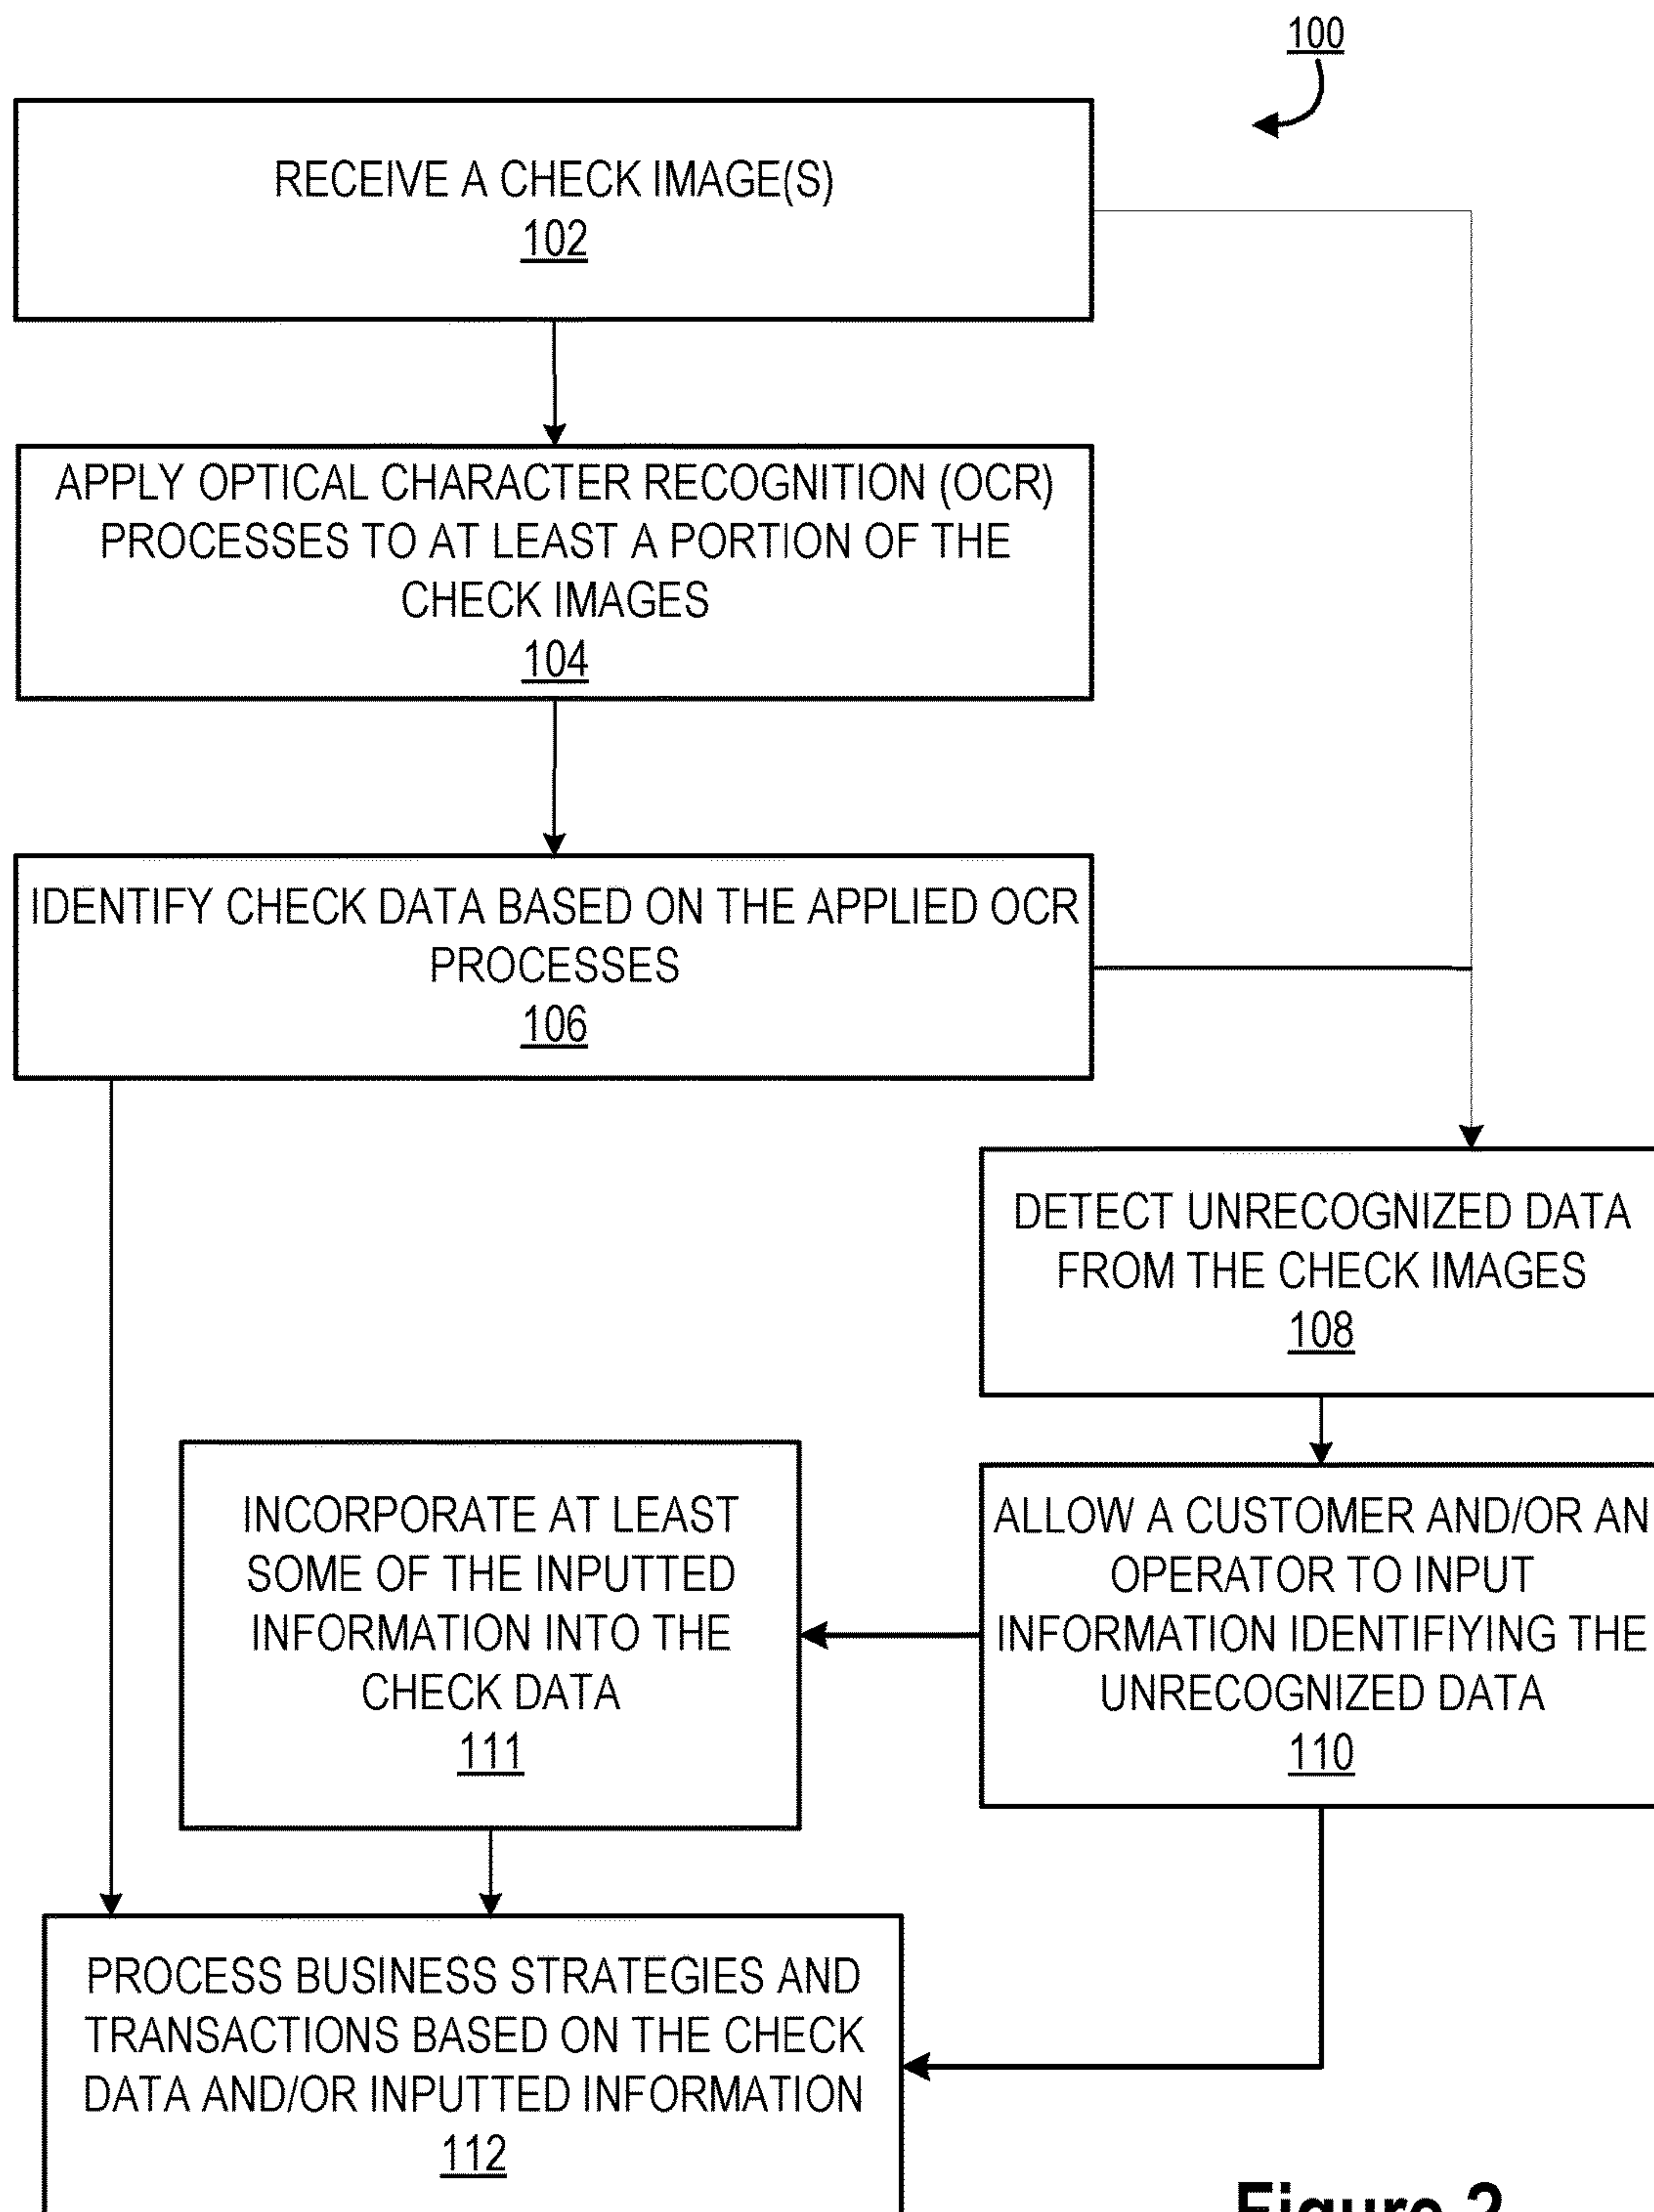 100
RECEIVE A CHECK IMAGE(S)
102
APPLY OPTICAL CHARACTER RECOGNITION (OCR)
PROCESSES TO AT LEAST A PORTION OF THE
CHECK IMAGES
104
IDENTIFY CHECK DATA BASED ON THE APPLIED OCR
PROCESSES
106
DETECT UNRECOGNIZED DATA
FROM THE CHECK IMAGES
108
ALLOW A CUSTOMER AND/OR AN
OPERATOR TO INPUT
INFORMATION IDENTIFIYING THE
UNRECOGNIZED DATA
110
INCORPORATE AT LEAST
SOME OF THE INPUTTED
INFORMATION INTO THE
CHECK DATA
111
PROCESS BUSINESS STRATEGIES AND
TRANSACTIONS BASED ON THE CHECK
DATA AND/OR INPUTTED INFORMATION
112
Figure 2